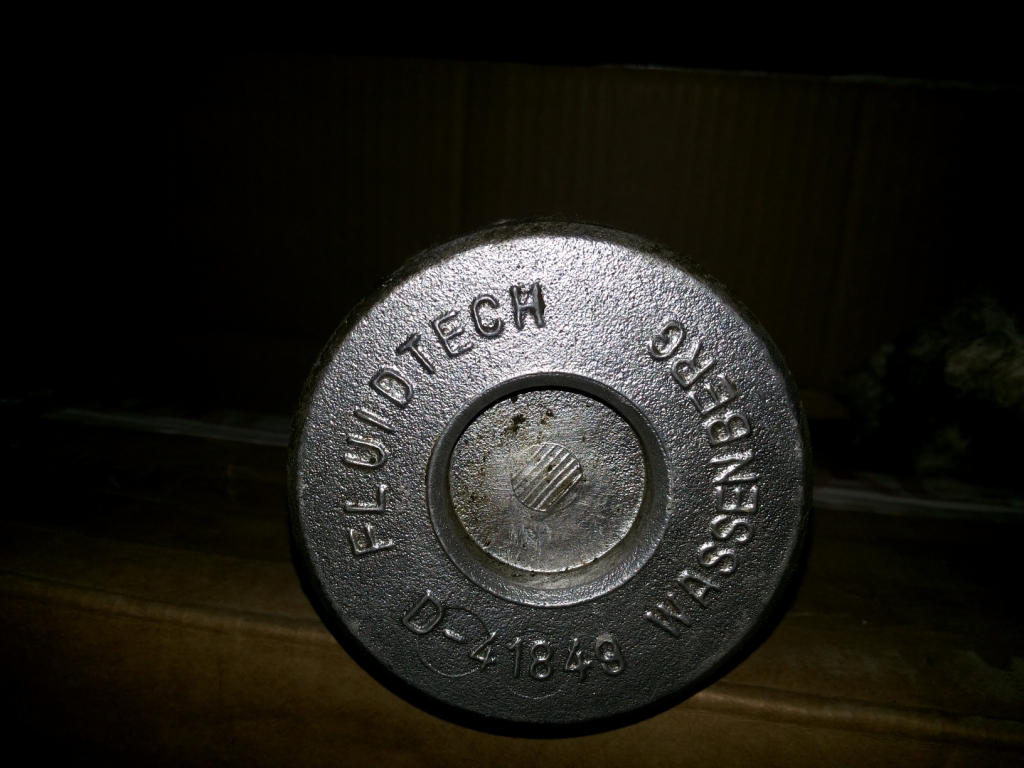 FLUIDTECH
D-41849
WASSENBERG